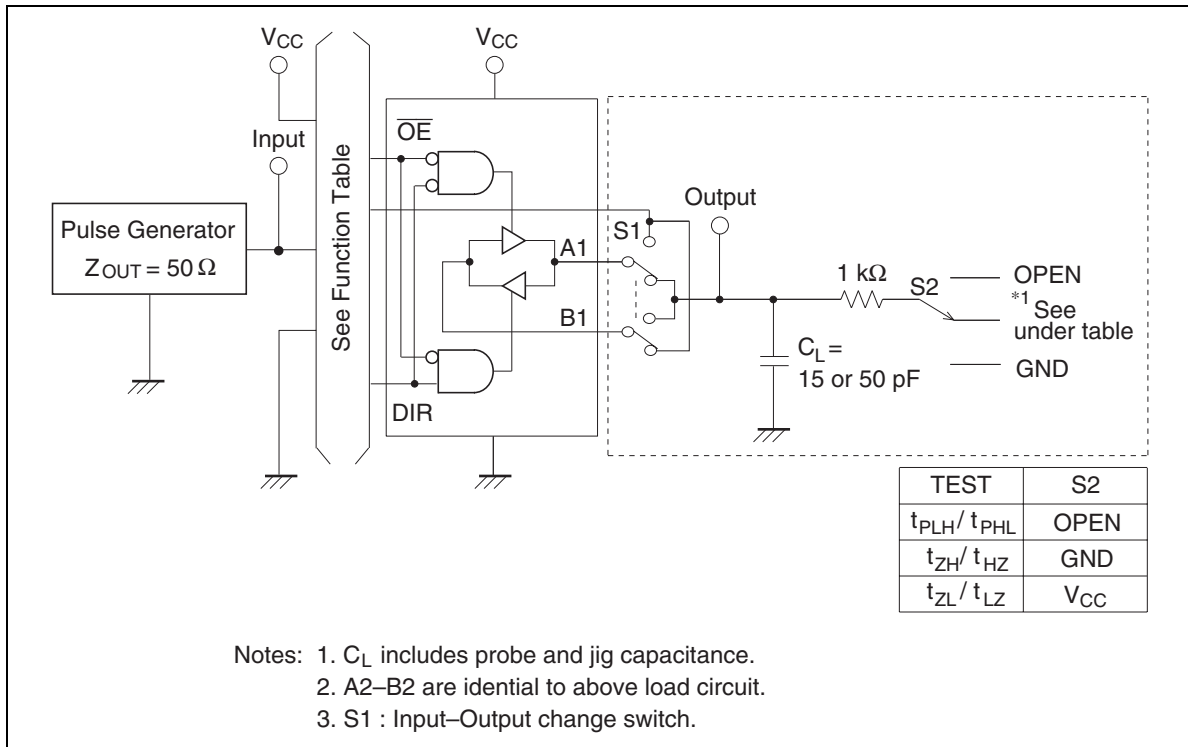 VCC
VCC
Input
OE
See Function Table
Pulse Generator
ZOUT = 50 Ω
S1
Output
A1
1 kΩ
S2
OPEN
*1 See
under table
B1
CL =
15 or 50 pF
GND
DIR
TEST S2
tPLH / tPHL OPEN
tZH / tHZ GND
tZL / tLZ VCC
Notes: 1. CL includes probe and jig capacitance.
2. A2–B2 are idential to above load circuit.
3. S1 : Input–Output change switch.